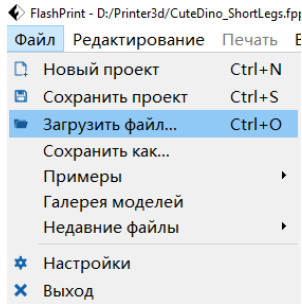 FlashPrint - D:/Printer3d/CuteDino_ShortLegs.fpp
Файл Редактирование Печать
Новый проект Ctrl+N
Сохранить проект Ctrl+S
Загрузить файл... Ctrl+O
Сохранить как...
Примеры
Галерея моделей
Недавние файлы
Настройки
Выход